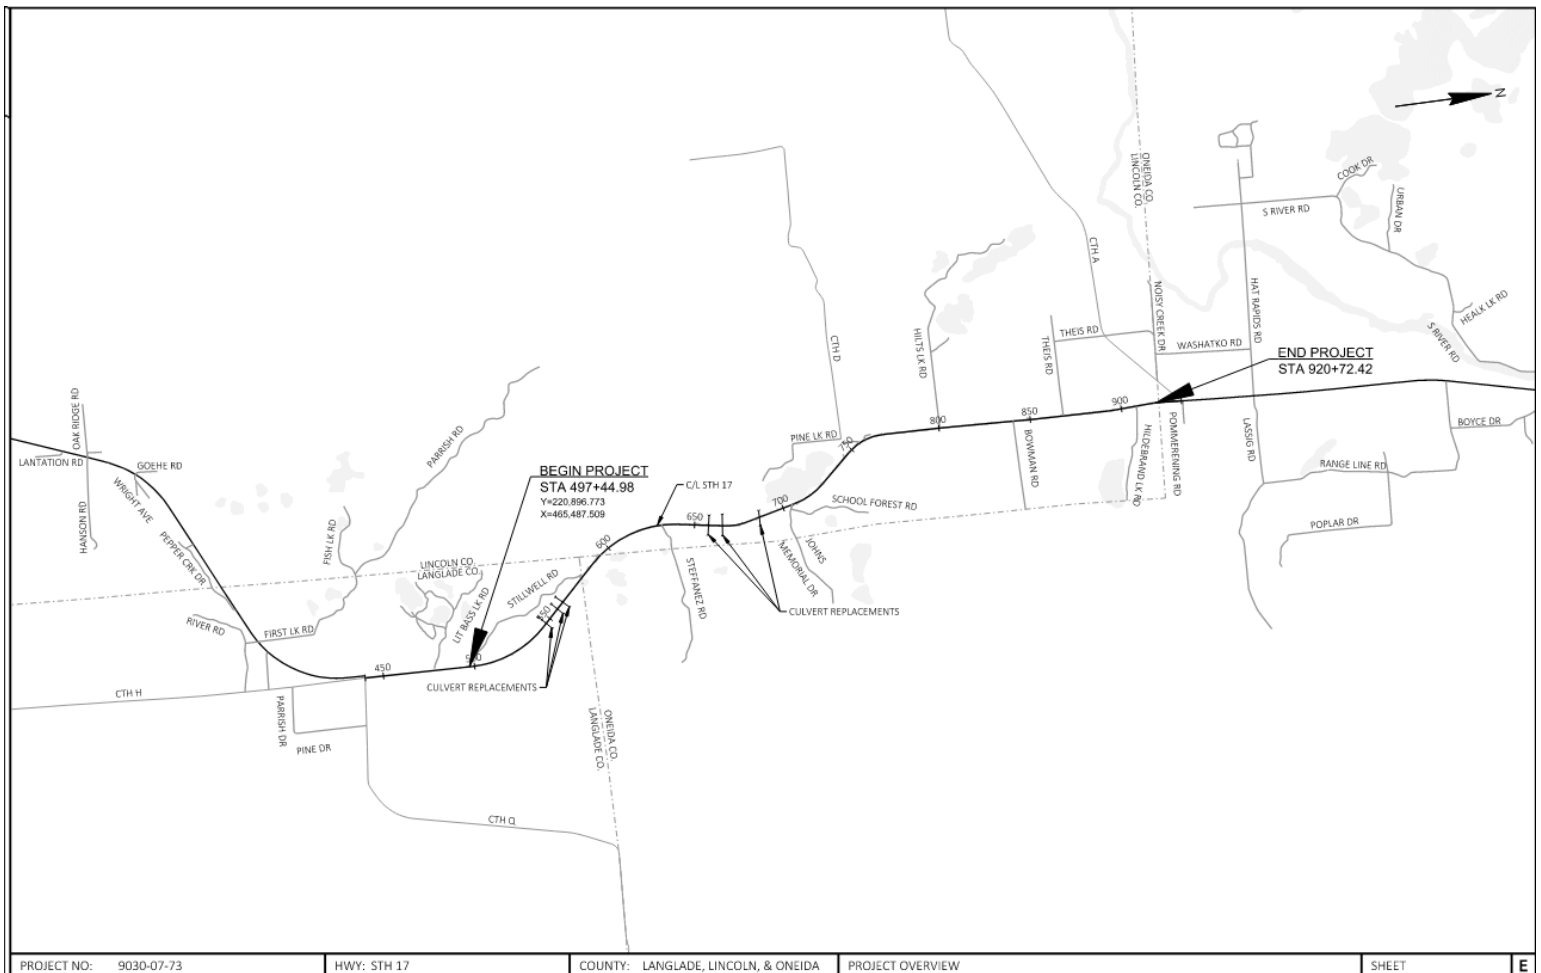 N
COOK DR
URBAN DR
S RIVER RD
ONEIDA CO.
LINCOLN CO.
CTH A
HEALK LK RD
S RIVER RD
HAT RAPIDS RD
NOISY CREEK DR
THEIS RD
WASHATKO RD
THEIS RD
HILTS LK RD
CTH D
END PROJECT
STA 920+72.42
900
850
800
750
PINE LK RD
OAK RIDGE RD
LANTATION RD
GOEHE RD
WRIGHT AVE
HANSON RD
PEPPER CRK DR
PARRISH RD
FISH LK RD
BEGIN PROJECT
STA 497+44.98
Y=220,896.773
X=465,487.509
C/L STH 17
BOWMAN RD
HILDEBRAND LK RD
POMMERENING RD
LASSIG RD
BOYCE DR
RANGE LINE RD
POPLAR DR
SCHOOL FOREST RD
700
650
600
JOHNS
MEMORIAL DR
STEFFANEZ RD
LINCOLN CO.
LANGLADE CO.
STILLWELL RD
LIT BASS LK RD
CULVERT REPLACEMENTS
RIVER RD
FIRST LK RD
450
CULVERT REPLACEMENTS
CTH H
PARRISH DR
PINE DR
ONEIDA CO.
LANGLADE CO.
CTH Q
PROJECT NO: 9030-07-73
HWY: STH 17
COUNTY: LANGLADE, LINCOLN, & ONEIDA
PROJECT OVERVIEW
SHEET
E